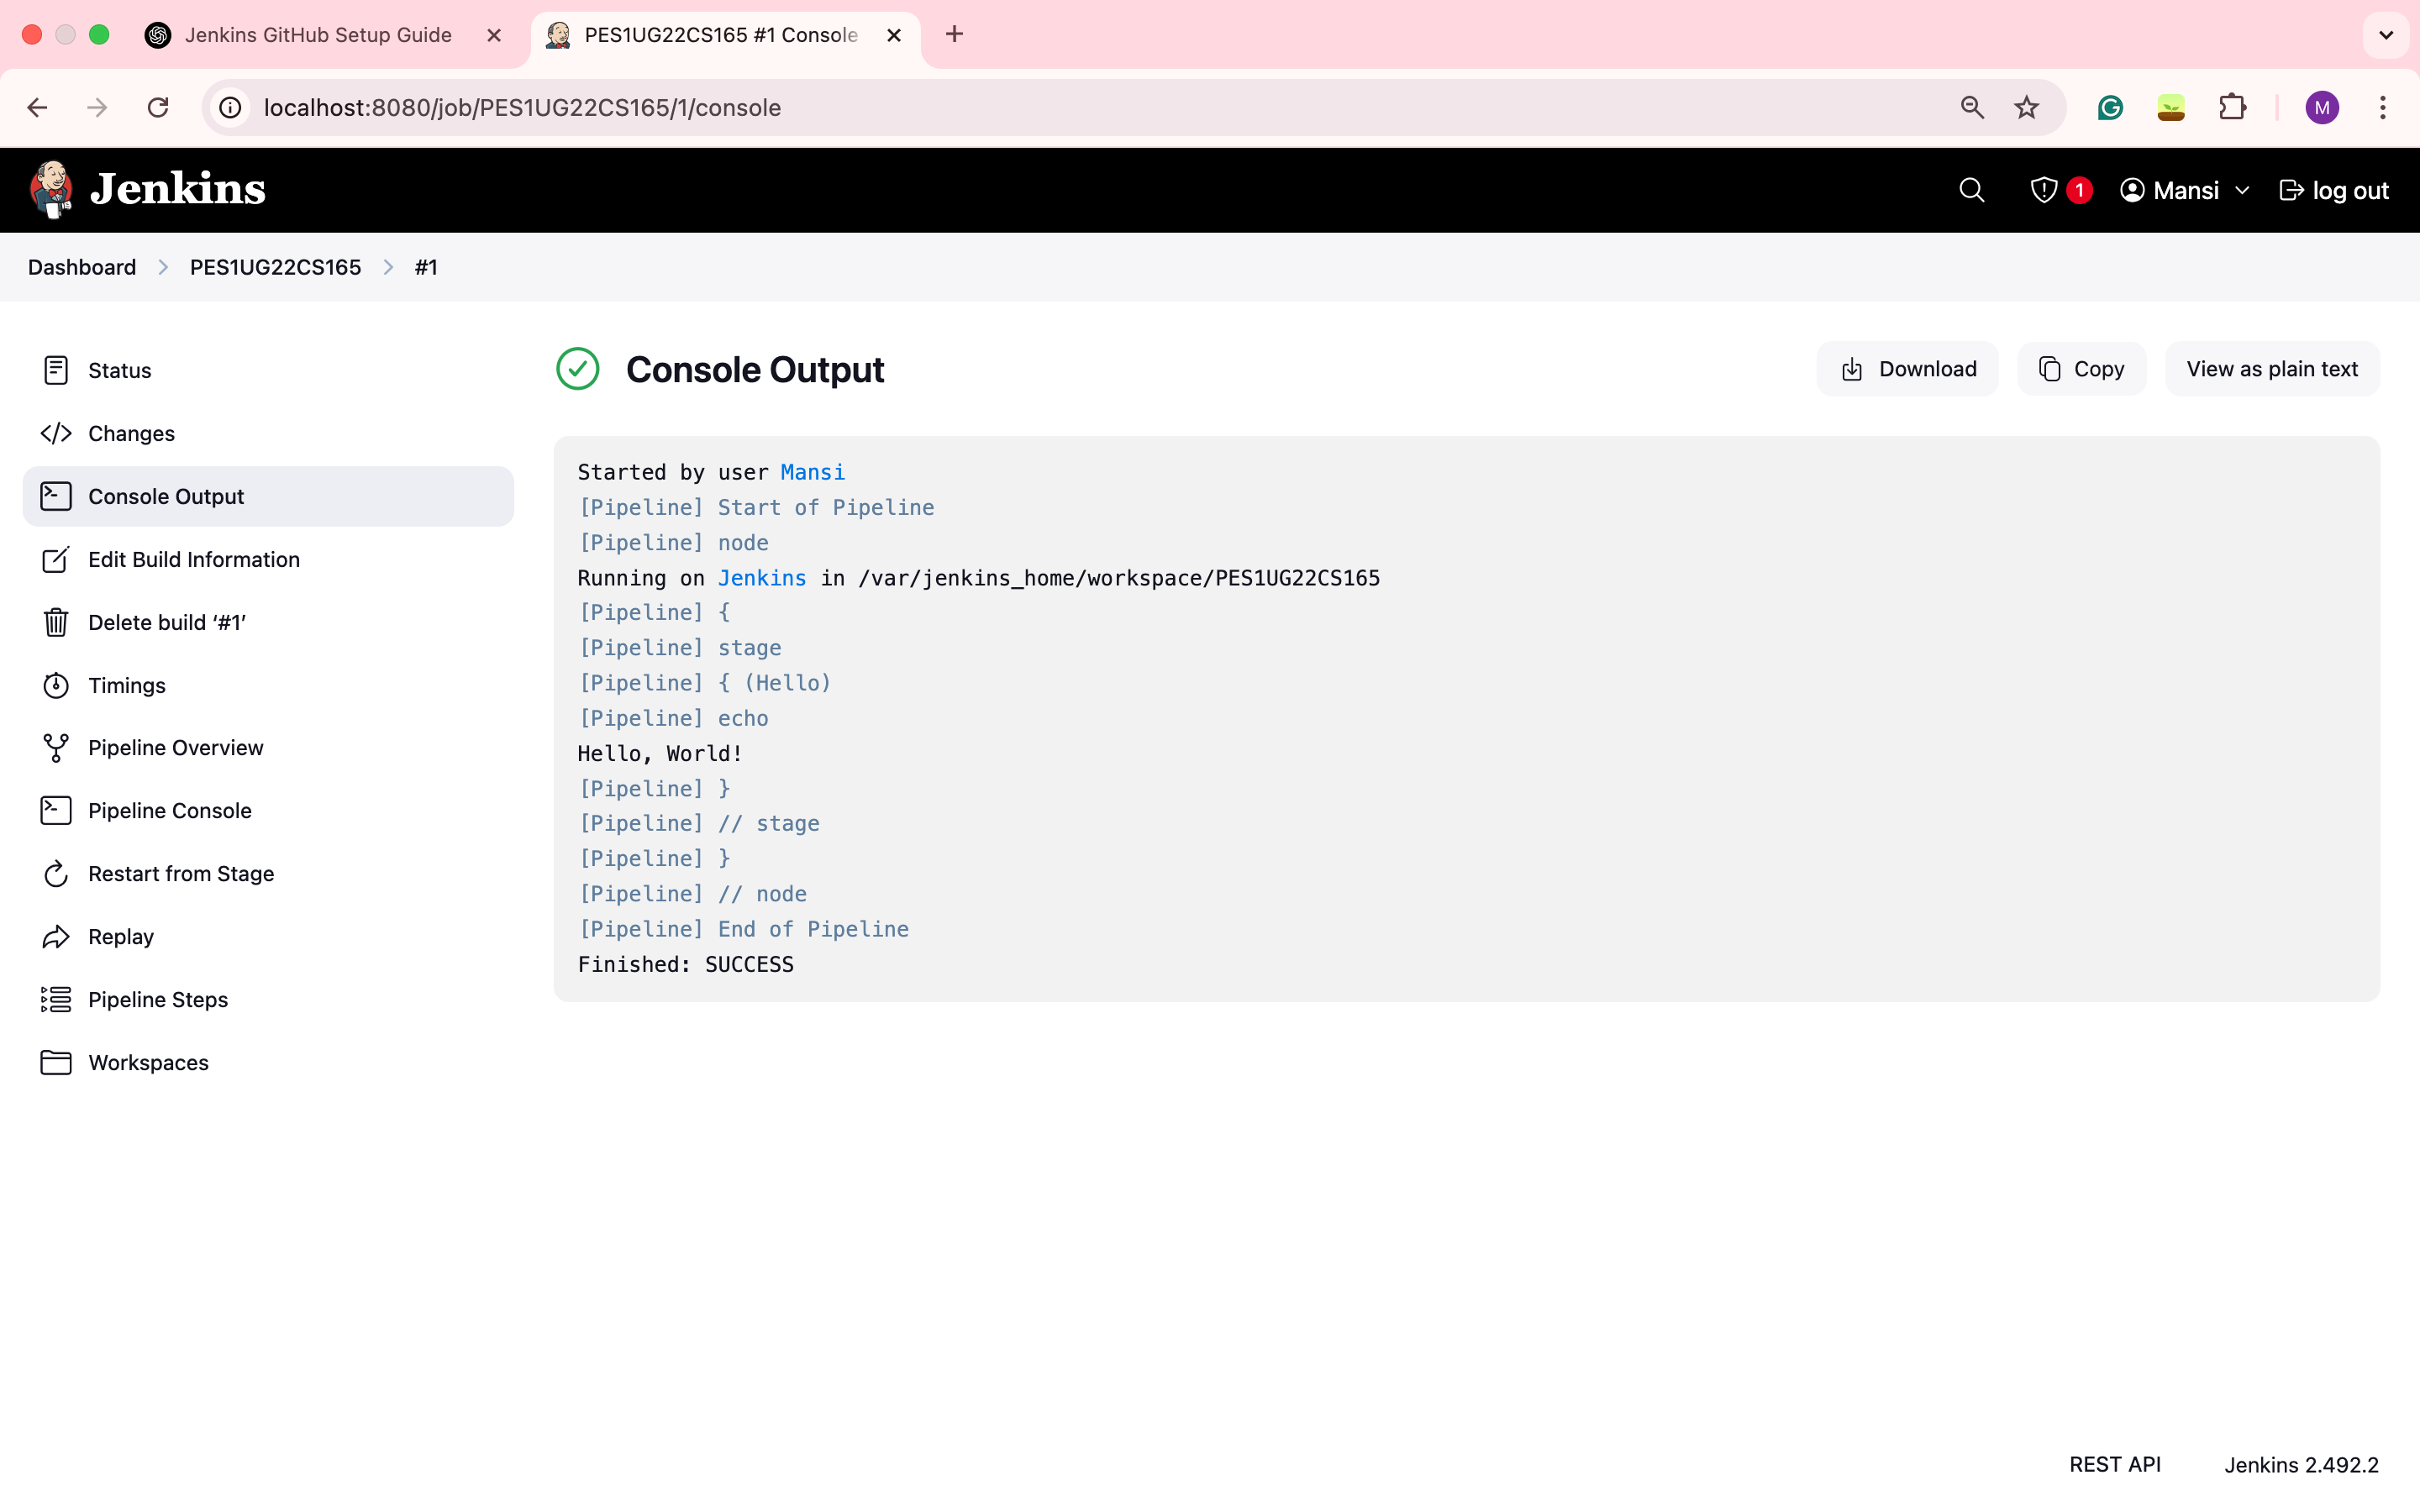 Jenkins GitHub Setup Guide
PES1UG22CS165 #1 Console
localhost:8080/job/PES1UG22CS165/1/console
M
Jenkins
1
Mansi
log out
Dashboard
PES1UG22CS165
#1
Status
Changes
Console Output
Edit Build Information
Delete build ‘#1’
Timings
Pipeline Overview
Pipeline Console
Restart from Stage
Replay
Pipeline Steps
Workspaces
Console Output
Download
Copy
View as plain text
Started by user Mansi
[Pipeline] Start of Pipeline
[Pipeline] node
Running on Jenkins in /var/jenkins_home/workspace/PES1UG22CS165
[Pipeline] {
[Pipeline] stage
[Pipeline] { (Hello)
[Pipeline] echo
Hello, World!
[Pipeline] }
[Pipeline] // stage
[Pipeline] }
[Pipeline] // node
[Pipeline] End of Pipeline
Finished: SUCCESS
REST API
Jenkins 2.492.2